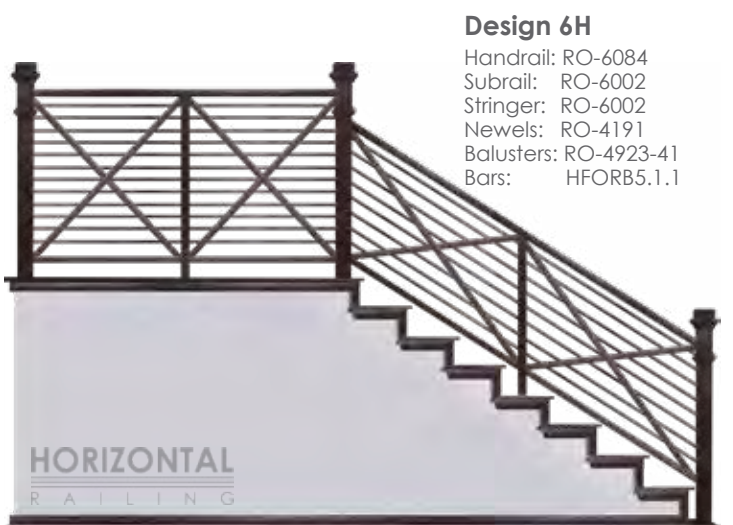 Design 6H
Handrail: RO-6084
Subrail: RO-6002
Stringer: RO-6002
Newels: RO-4191
Balusters: RO-4923-41
Bars: HFORB5.1.1
HORIZONTAL
RAILING